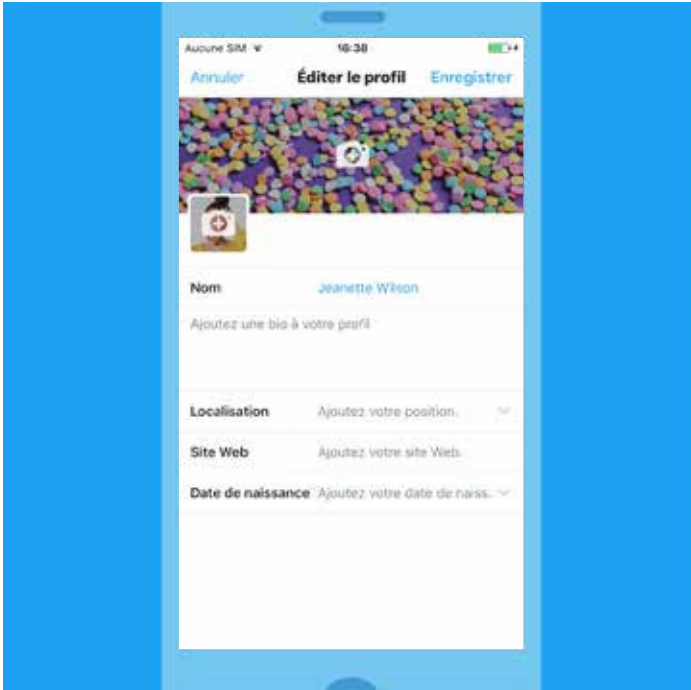 Aucune SIM 16:38
Annuler Éditer le profil Enregistrer
Nom Jeanette Wilson
Ajoutez une bio à votre profil
Localisation Ajoutez votre position.
Site Web Ajoutez votre site Web.
Date de naissance Ajoutez votre date de naiss.